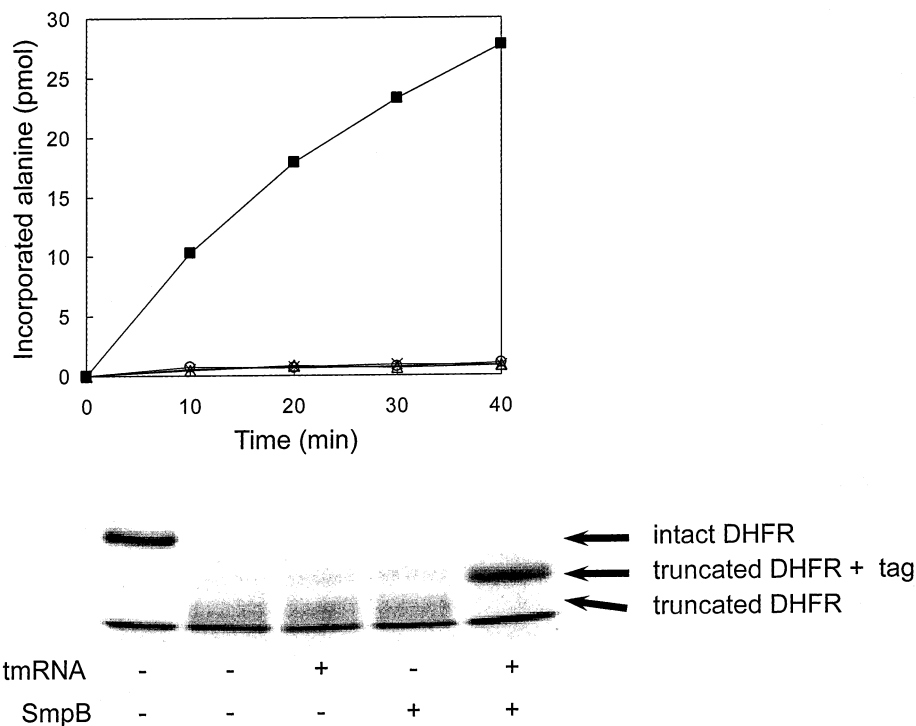 30
25
20
15
10
5
0
Incorporated alanine (pmol)
0 10 20 30 40
Time (min)
intact DHFR
truncated DHFR + tag
truncated DHFR
tmRNA - - + - +
SmpB - - - + +